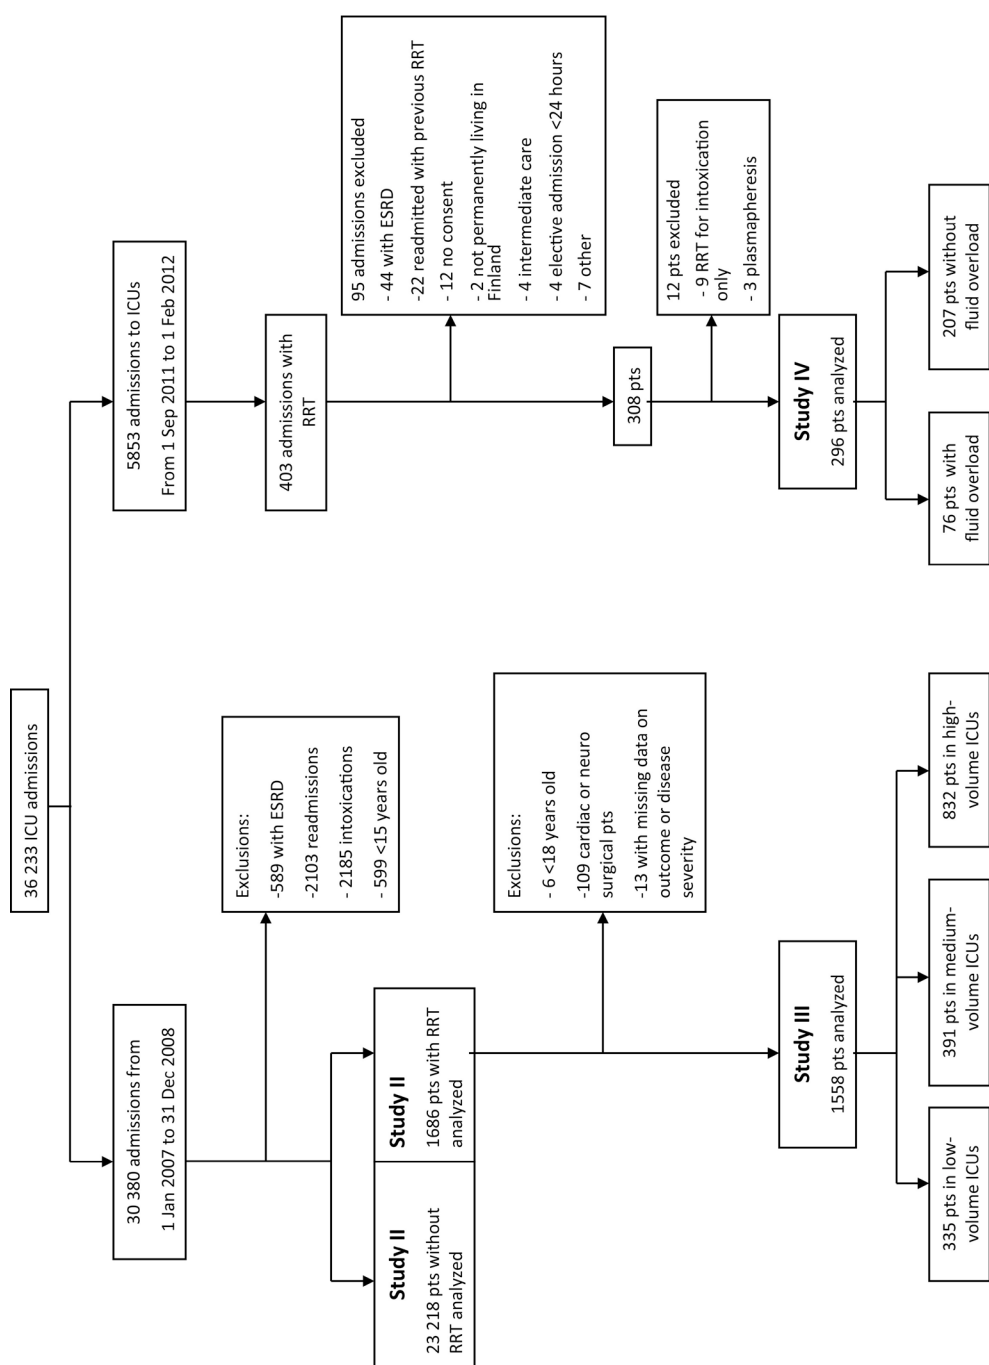 36 233 ICU admissions
30 380 admissions from
1 Jan 2007 to 31 Dec 2008
5853 admissions to ICUs
From 1 Sep 2011 to 1 Feb 2012
Exclusions:
-589 with ESRD
-2103 readmissions
- 2185 intoxications
- 599 <15 years old
403 admissions with
RRT
95 admissions excluded
- 44 with ESRD
-22 readmitted with previous RRT
- 12 no consent
- 2 not permanently living in
Finland
- 4 intermediate care
- 4 elective admission <24 hours
- 7 other
Study II
23 218 pts without
RRT analyzed
Study II
1686 pts with RRT
analyzed
Exclusions:
- 6 <18 years old
-109 cardiac or neuro
surgical pts
-13 with missing data on
outcome or disease
severity
308 pts
12 pts excluded
- 9 RRT for intoxication
only
- 3 plasmapheresis
Study III
1558 pts analyzed
Study IV
296 pts analyzed
335 pts in low-
volume ICUs
391 pts in medium-
volume ICUs
832 pts in high-
volume ICUs
76 pts with
fluid overload
207 pts without
fluid overload